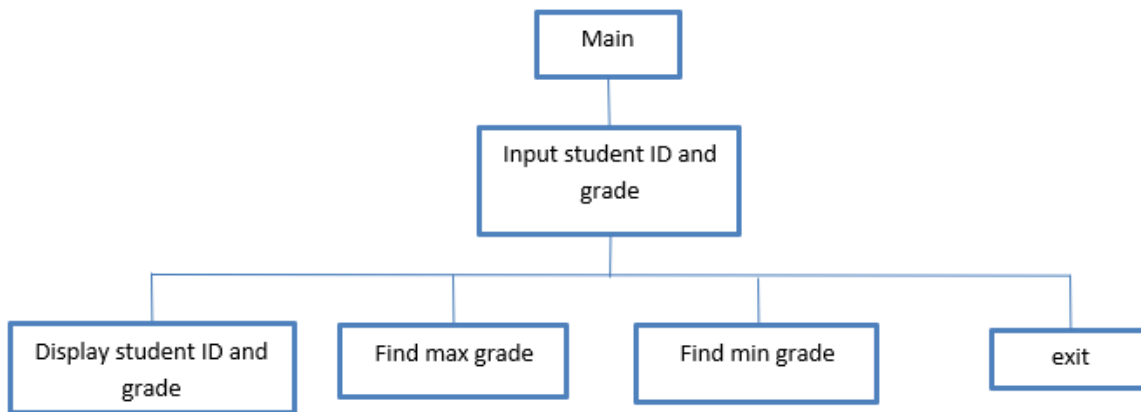 Main
Input student ID and
grade
Display student ID and
grade
Find max grade
Find min grade
exit